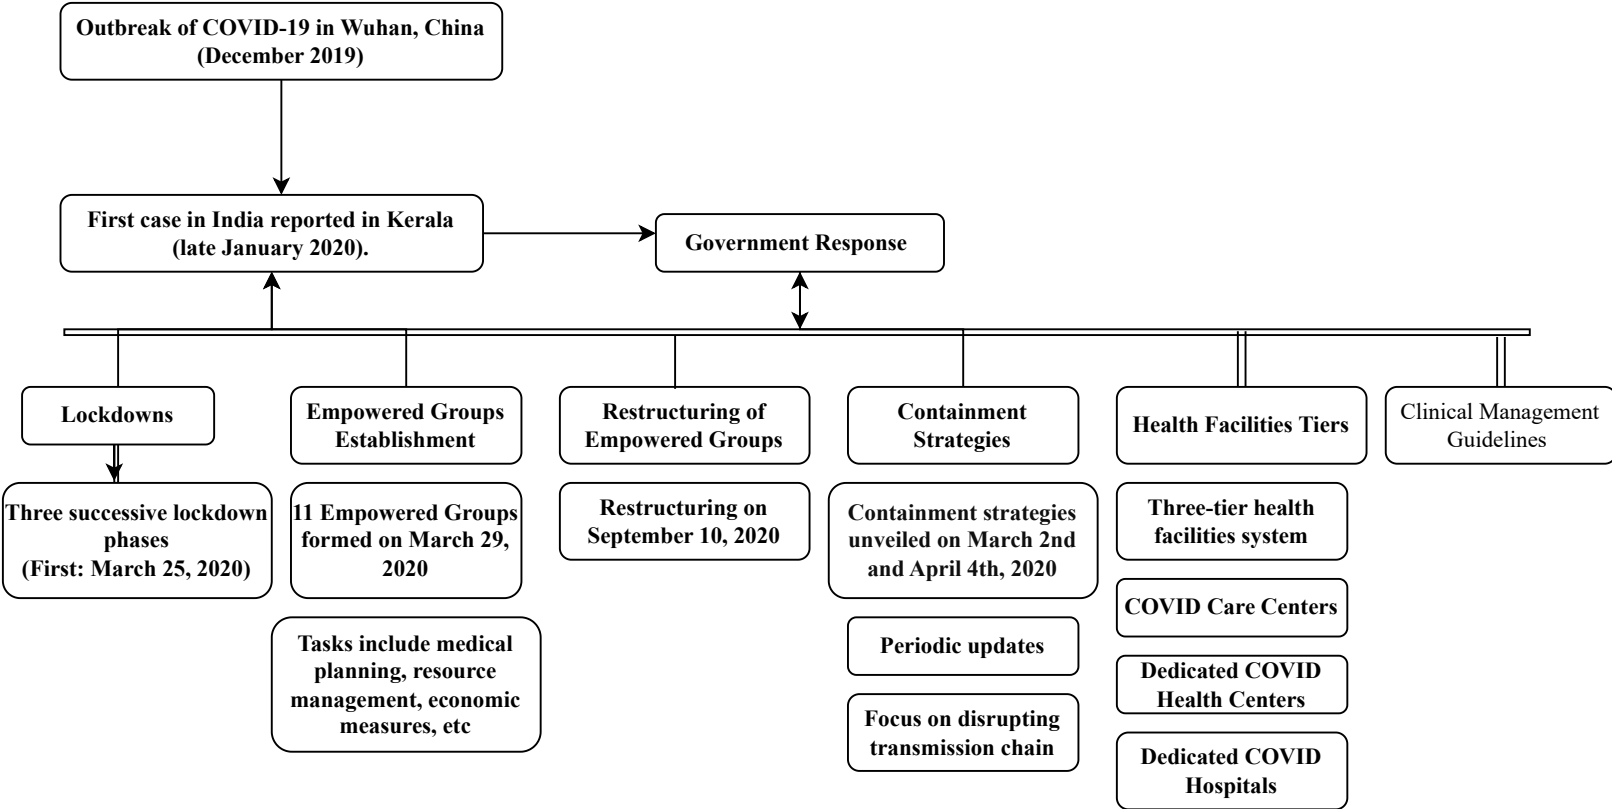 Outbreak of COVID-19 in Wuhan, China
(December 2019)
First case in India reported in Kerala
(late January 2020).
Government Response
Lockdowns
Three successive lockdown
phases
(First: March 25, 2020)
Empowered Groups
Establishment
11 Empowered Groups
formed on March 29,
2020
Tasks include medical
planning, resource
management, economic
measures, etc
Restructuring of
Empowered Groups
Restructuring on
September 10, 2020
Containment
Strategies
Containment strategies
unveiled on March 2nd
and April 4th, 2020
Periodic updates
Focus on disrupting
transmission chain
Health Facilities Tiers
Three-tier health
facilities system
COVID Care Centers
Dedicated COVID
Health Centers
Dedicated COVID
Hospitals
Clinical Management
Guidelines